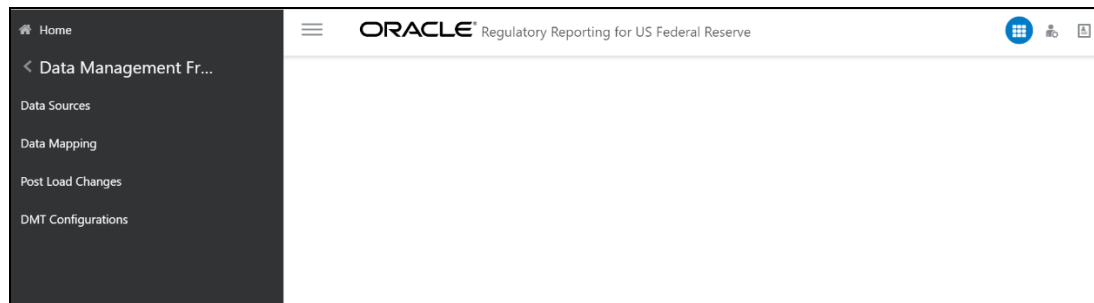 Home
ORACLE® Regulatory Reporting for US Federal Reserve
Data Management Fr...
Data Sources
Data Mapping
Post Load Changes
DMT Configurations